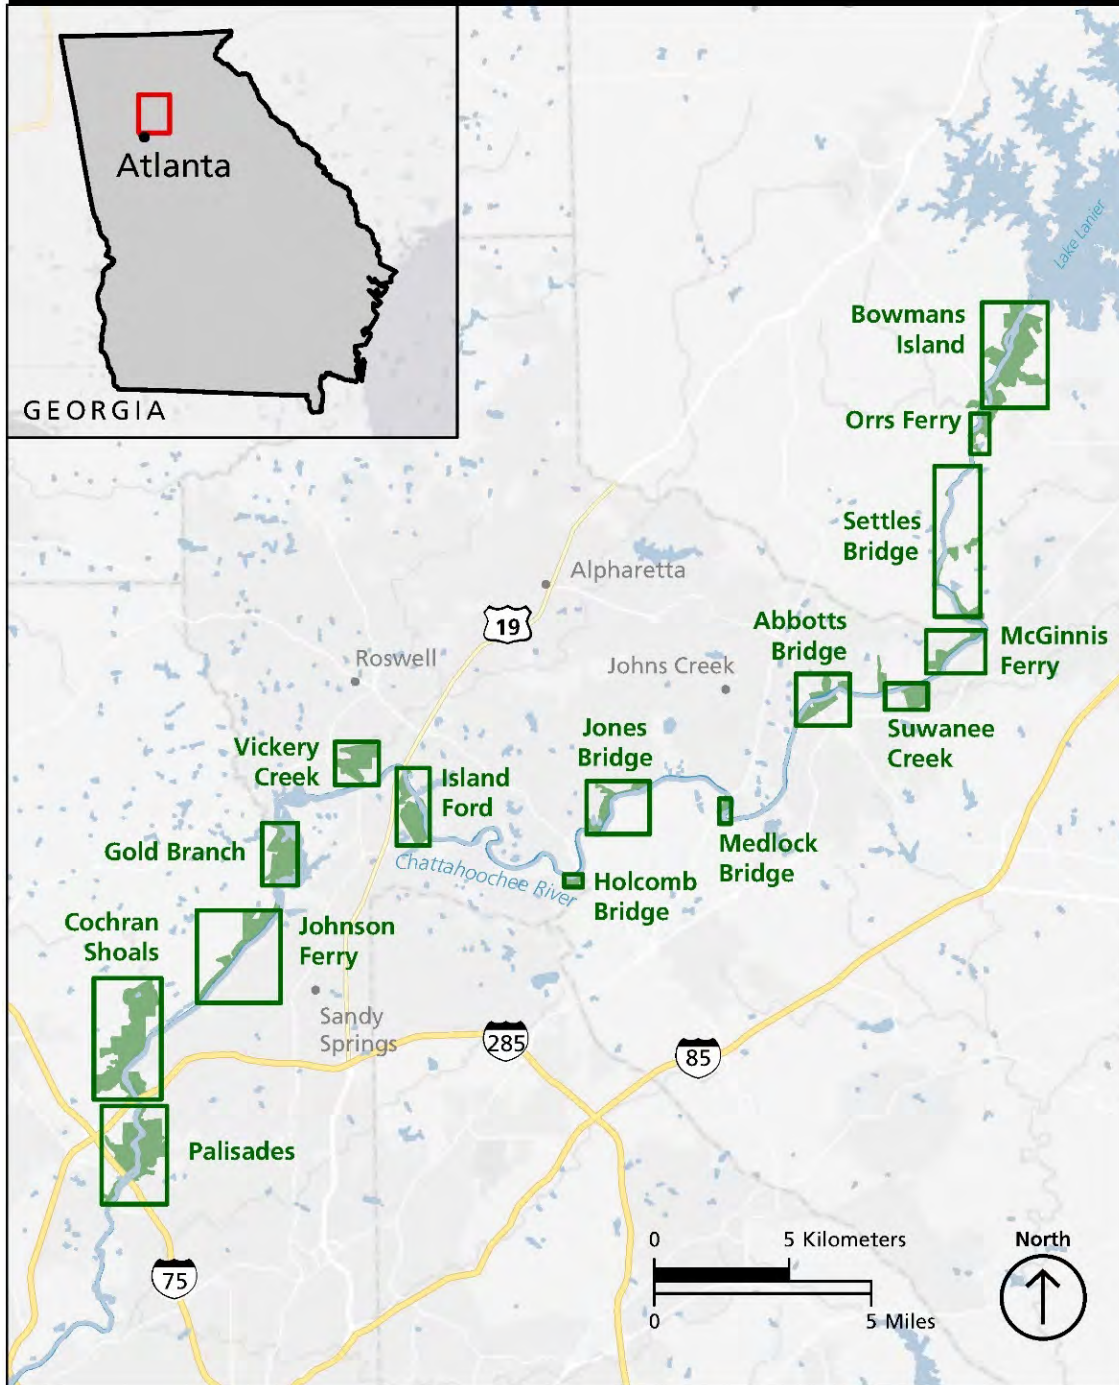 Atlanta
GEORGIA
Lake Lanier
Bowmans
Island
Orrs Ferry
Settles
Bridge
Alpharetta
19
Abbotts
Bridge
McGinnis
Ferry
Roswell
Johns Creek
Suwanee
Creek
Vickery
Creek
Island
Ford
Jones
Bridge
Medlock
Bridge
Gold Branch
Chattahoochee River
Holcomb
Bridge
Cochran
Shoals
Johnson
Ferry
Sandy
Springs
285
85
Palisades
75
0 5 Kilometers
0 5 Miles
North